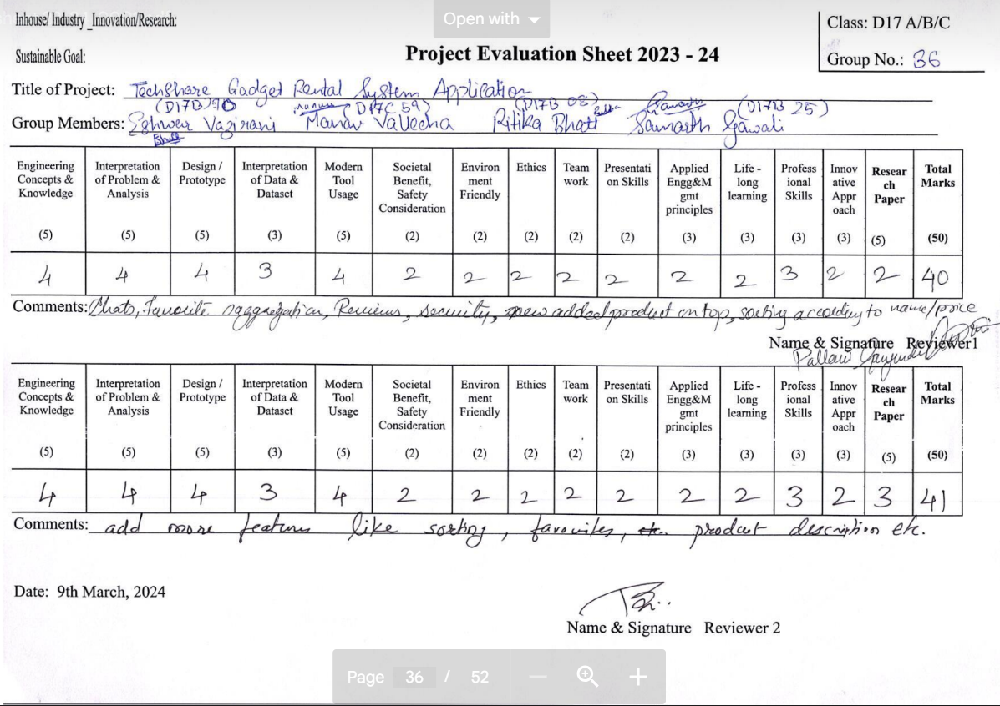 Inhouse/ Industry _Innovation/Research:
Open with
Class: D17 A/B/C
Sustainable Goal:
Project Evaluation Sheet 2023 - 24
Group No.: 36
Title of Project: TechShare Gadget Rental System Application
(D17B) (D17C 59) (D17B 08) (D17B 25)
Group Members: Eshwar Vazirani Manav Valecha Ritika Bhati Samarth Gawali
Engineering Concepts & Knowledge Interpretation of Problem & Analysis Design / Prototype Interpretation of Data & Dataset Modern Tool Usage Societal Benefit, Safety Consideration Environ ment Friendly Ethics Team work Presentati on Skills Applied Engg&M gmt principles Life - long learning Profess ional Skills Innov ative Appr oach Resear ch Paper Total Marks
(5) (5) (5) (3) (5) (2) (2) (2) (2) (2) (3) (3) (3) (3) (5) (50)
4 4 4 3 4 2 2 2 2 2 2 2 3 2 2 40
Comments: Chats, Favourite aggregation, Reviews, security, new added product on top, sorting according to name/price
Name & Signature Reviewer1
Engineering Concepts & Knowledge Interpretation of Problem & Analysis Design / Prototype Interpretation of Data & Dataset Modern Tool Usage Societal Benefit, Safety Consideration Environ ment Friendly Ethics Team work Presentati on Skills Applied Engg&M gmt principles Life - long learning Profess ional Skills Innov ative Appr oach Resear ch Paper Total Marks
(5) (5) (5) (3) (5) (2) (2) (2) (2) (2) (3) (3) (3) (3) (5) (50)
4 4 4 3 4 2 2 2 2 2 2 2 3 2 3 41
Comments: add more features like sorting, favourites, product description etc.
Date: 9th March, 2024
Name & Signature Reviewer 2
Page 36 / 52